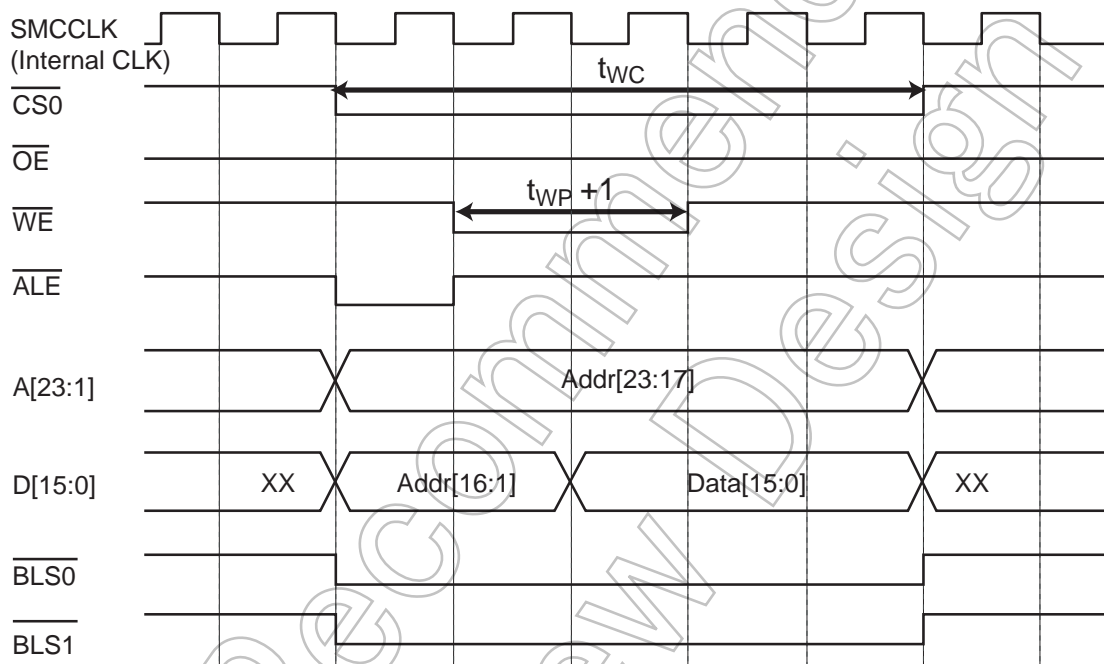 SMCCLK
(Internal CLK)
tWC
CS0
OE
tWP +1
WE
ALE
A[23:1]
Addr[23:17]
D[15:0] XX Addr[16:1] Data[15:0] XX
BLS0
BLS1